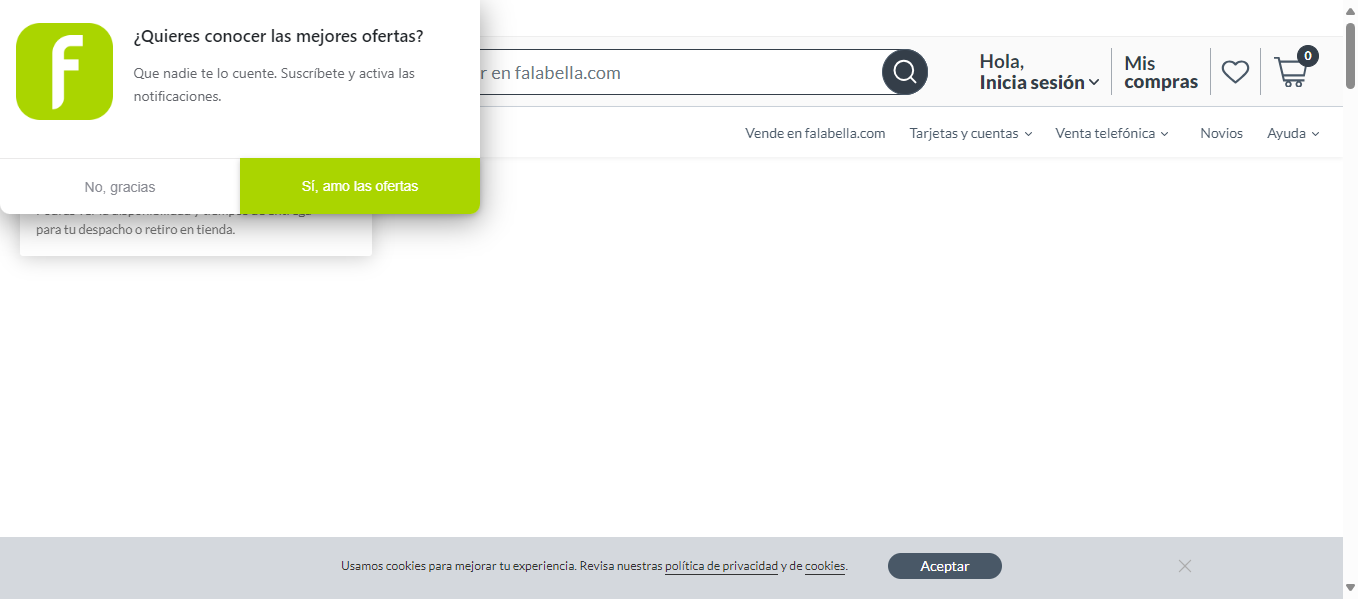 ¿Quieres conocer las mejores ofertas?
Que nadie te lo cuente. Suscríbete y activa las
notificaciones.
No, gracias
Sí, amo las ofertas
en falabella.com
Hola,
Inicia sesión
Mis
compras
0
Vende en falabella.com
Tarjetas y cuentas
Venta telefónica
Novios
Ayuda
para tu despacho o retiro en tienda.
Usamos cookies para mejorar tu experiencia. Revisa nuestras política de privacidad y de cookies.
Aceptar